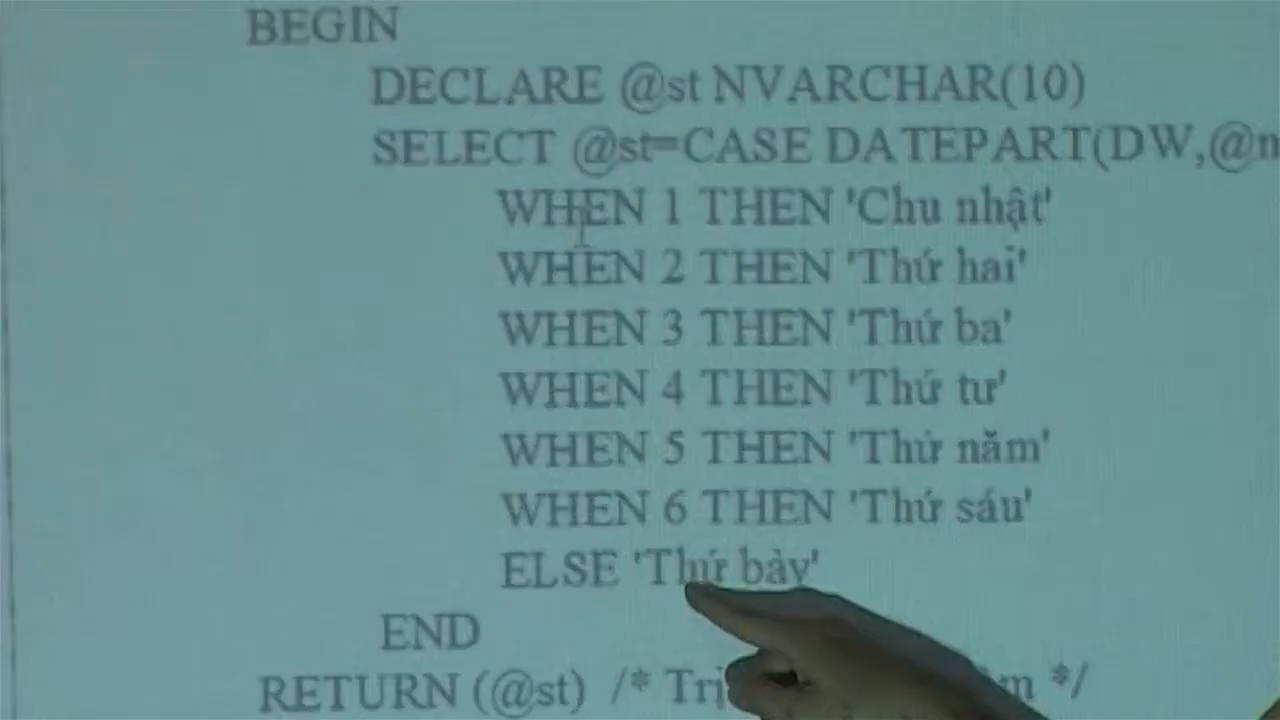 BEGIN
DECLARE @st NVARCHAR(10)
SELECT @st=CASE DATEPART(DW,@n
WHEN 1 THEN 'Chu nhật'
WHEN 2 THEN 'Thứ hai'
WHEN 3 THEN 'Thứ ba'
WHEN 4 THEN 'Thứ tư'
WHEN 5 THEN 'Thứ năm'
WHEN 6 THEN 'Thứ sáu'
ELSE 'Thứ bảy'
END
RETURN (@st) /* */